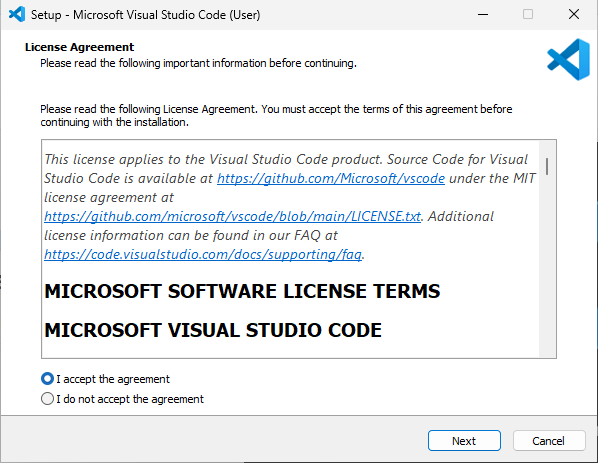 Setup - Microsoft Visual Studio Code (User)
License Agreement
Please read the following important information before continuing.
Please read the following License Agreement. You must accept the terms of this agreement before
continuing with the installation.
This license applies to the Visual Studio Code product. Source Code for Visual
Studio Code is available at https://github.com/Microsoft/vscode under the MIT
license agreement at
https://github.com/microsoft/vscode/blob/main/LICENSE.txt. Additional
license information can be found in our FAQ at
https://code.visualstudio.com/docs/supporting/faq.
MICROSOFT SOFTWARE LICENSE TERMS
MICROSOFT VISUAL STUDIO CODE
I accept the agreement
I do not accept the agreement
Next
Cancel